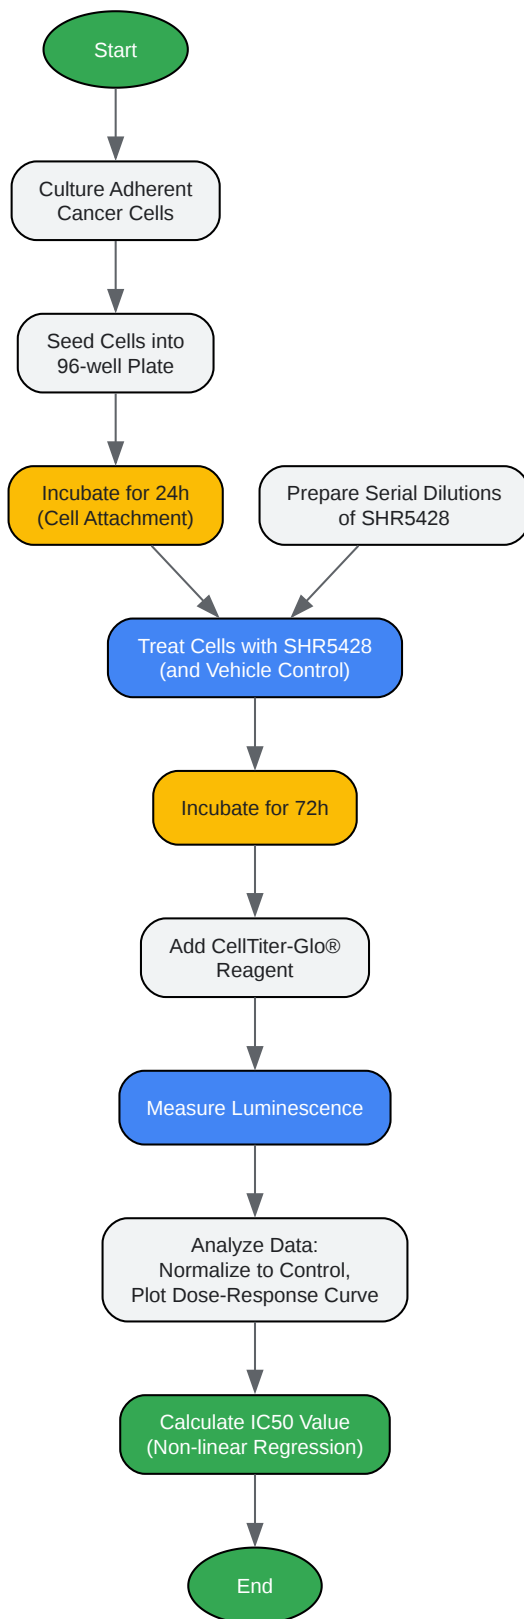 Start
Culture Adherent
Cancer Cells
Seed Cells into
96-well Plate
Incubate for 24h
(Cell Attachment)
Prepare Serial Dilutions
of SHR5428
Treat Cells with SHR5428
(and Vehicle Control)
Incubate for 72h
Add CellTiter-Glo®
Reagent
Measure Luminescence
Analyze Data:
Normalize to Control,
Plot Dose-Response Curve
Calculate IC50 Value
(Non-linear Regression)
End